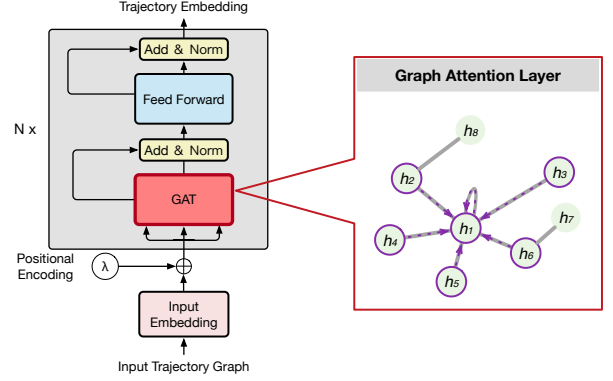 Trajectory Embedding
Add & Norm
Feed Forward
N x
Add & Norm
GAT
Positional
Encoding
λ
Input
Embedding
Input Trajectory Graph
Graph Attention Layer
h8
h2
h3
h7
h1
h4
h6
h5